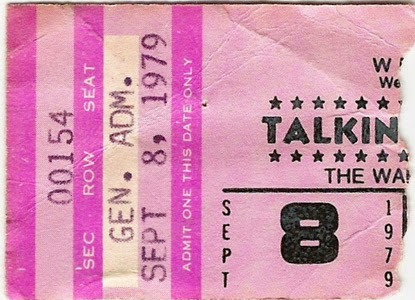 00154
SEC ROW SEAT
GEN. ADM.
SEPT 8, 1979
ADMIT ONE THIS DATE ONLY
W
We
★ ★ ★ ★ ★ ★ ★
TALKIN
★ ★ ★ ★ ★ ★ ★
THE WA
SEPT
8
1979